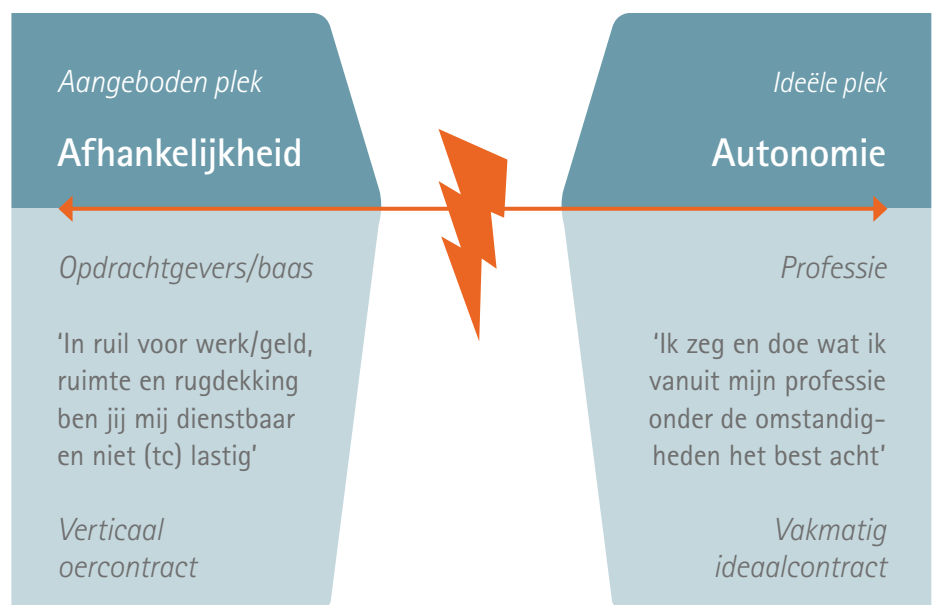 Aangeboden plek
Afhankelijkheid
Opdrachtgevers/baas
'In ruil voor werk/geld,
ruimte en rugdekking
ben jij mij dienstbaar
en niet (tc) lastig'
Verticaal
oercontract
Ideële plek
Autonomie
Professie
'Ik zeg en doe wat ik
vanuit mijn professie
onder de omstandig-
heden het best acht'
Vakmatig
ideaalcontract